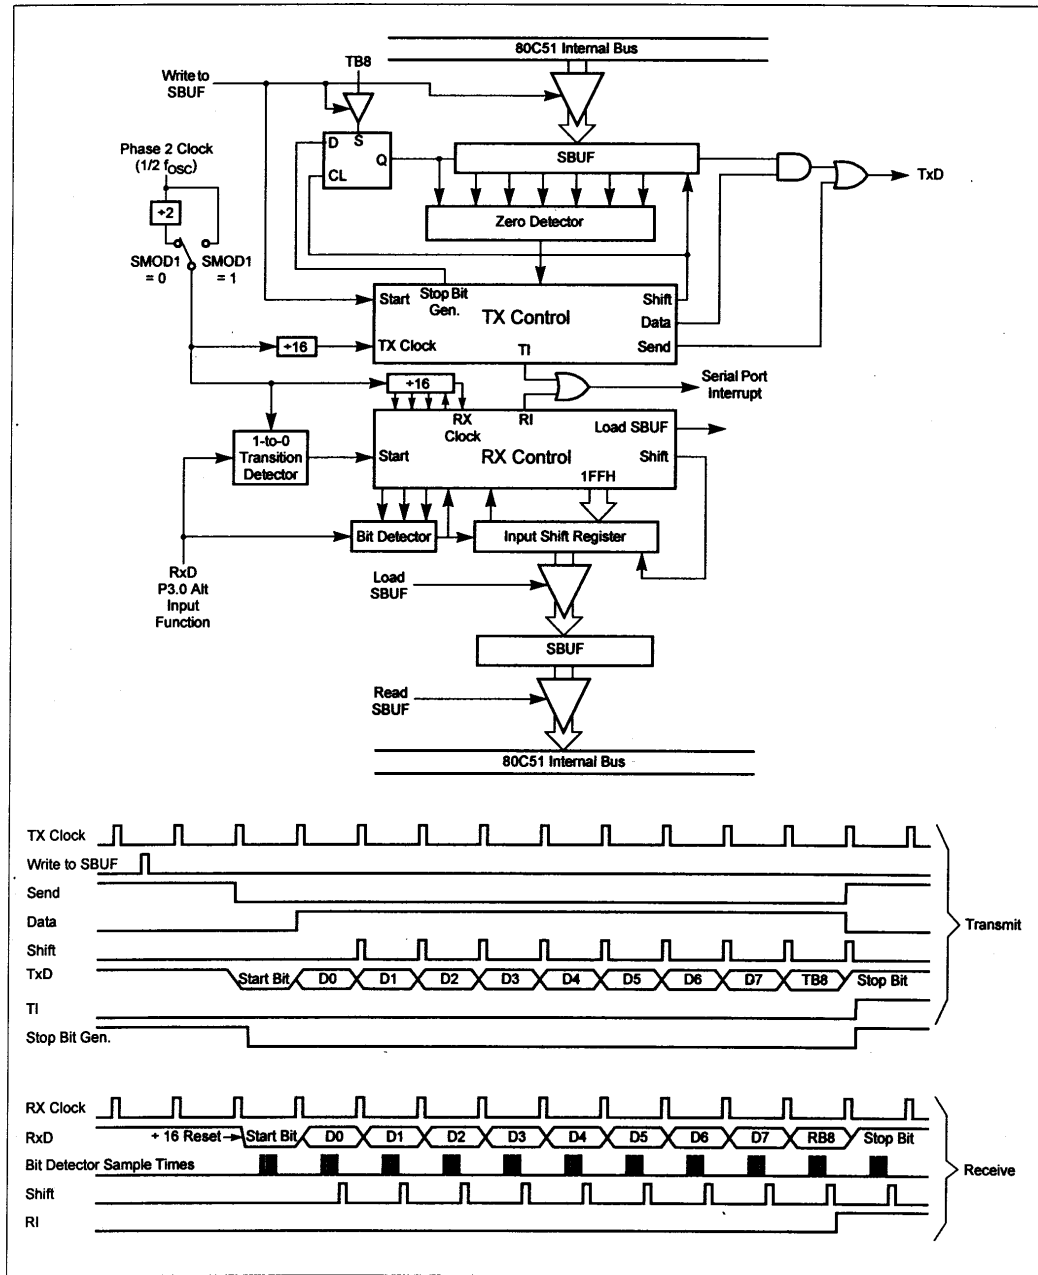 80C51 Internal Bus
TB8
Write to
SBUF
D
S
Q
CL
SBUF
TxD
Phase 2 Clock
(1/2 fOSC)
÷2
Zero Detector
SMOD1
= 0
SMOD1
= 1
Start
Stop Bit
Gen.
Shift
TX Control
Data
÷16
TX Clock
TI
Send
÷16
Serial Port
Interrupt
RX
Clock
RI
Load SBUF
1-to-0
Transition
Detector
Start
RX Control
Shift
1FFH
Bit Detector
Input Shift Register
RxD
P3.0 Alt
Input
Function
Load
SBUF
SBUF
Read
SBUF
80C51 Internal Bus
TX Clock
Write to SBUF
Send
Data
Transmit
Shift
TxD
Start Bit D0 D1 D2 D3 D4 D5 D6 D7 TB8 Stop Bit
TI
Stop Bit Gen.
RX Clock
RxD
+ 16 Reset Start Bit D0 D1 D2 D3 D4 D5 D6 D7 RB8 Stop Bit
Bit Detector Sample Times
Receive
Shift
RI